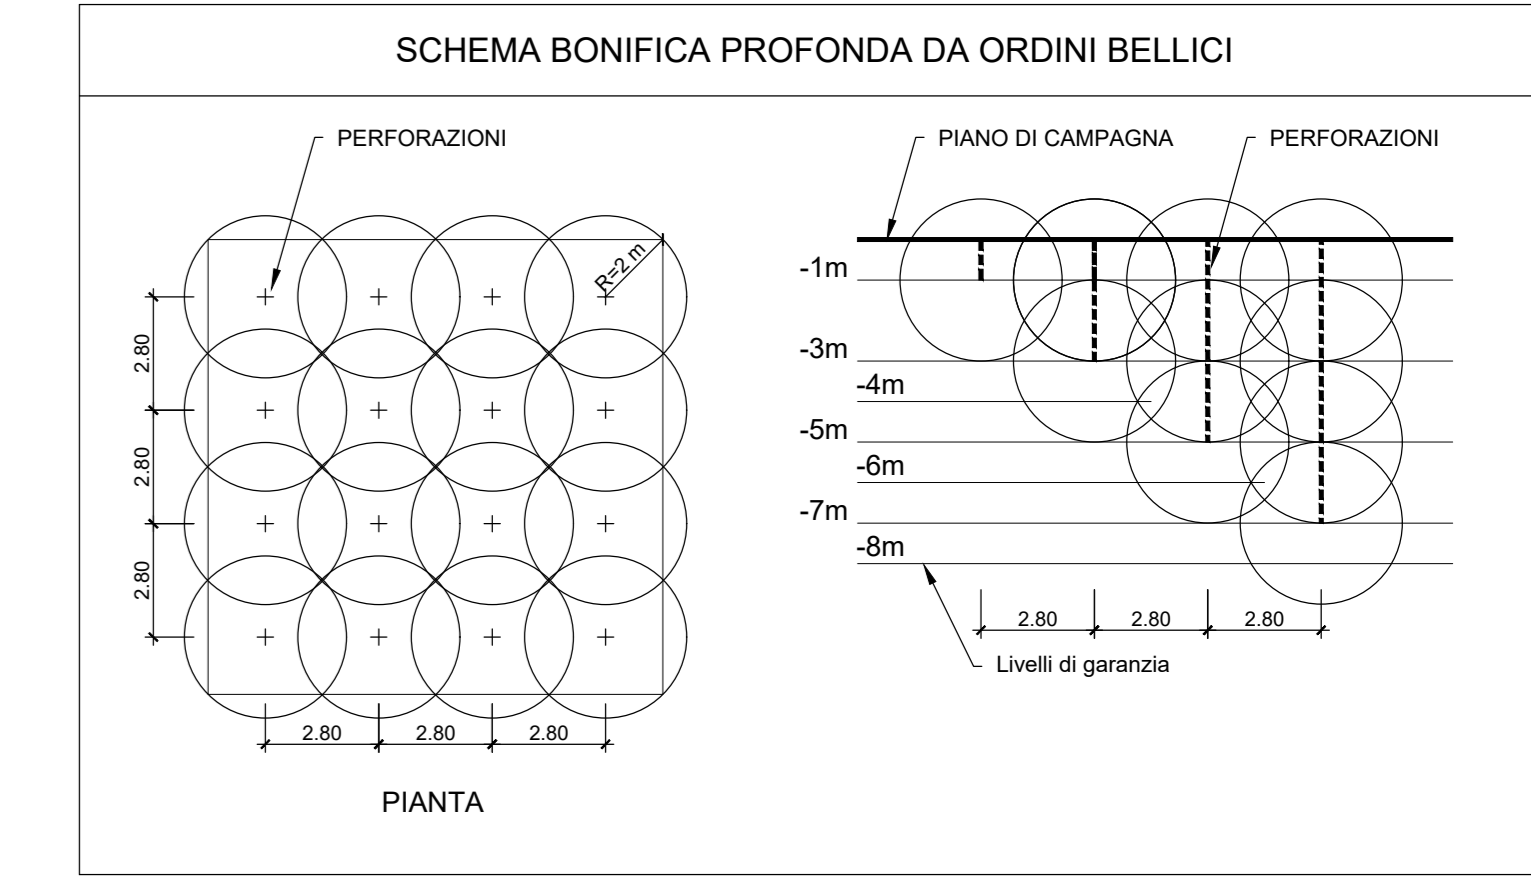 SCHEMA BONIFICA PROFONDA DA ORDINI BELLICI
PERFORAZIONI
R=2 m
2.80
2.80
2.80
2.80
2.80
2.80
PIANTA
PIANO DI CAMPAGNA
PERFORAZIONI
-1m
-3m
-4m
-5m
-6m
-7m
-8m
2.80
2.80
2.80
Livelli di garanzia